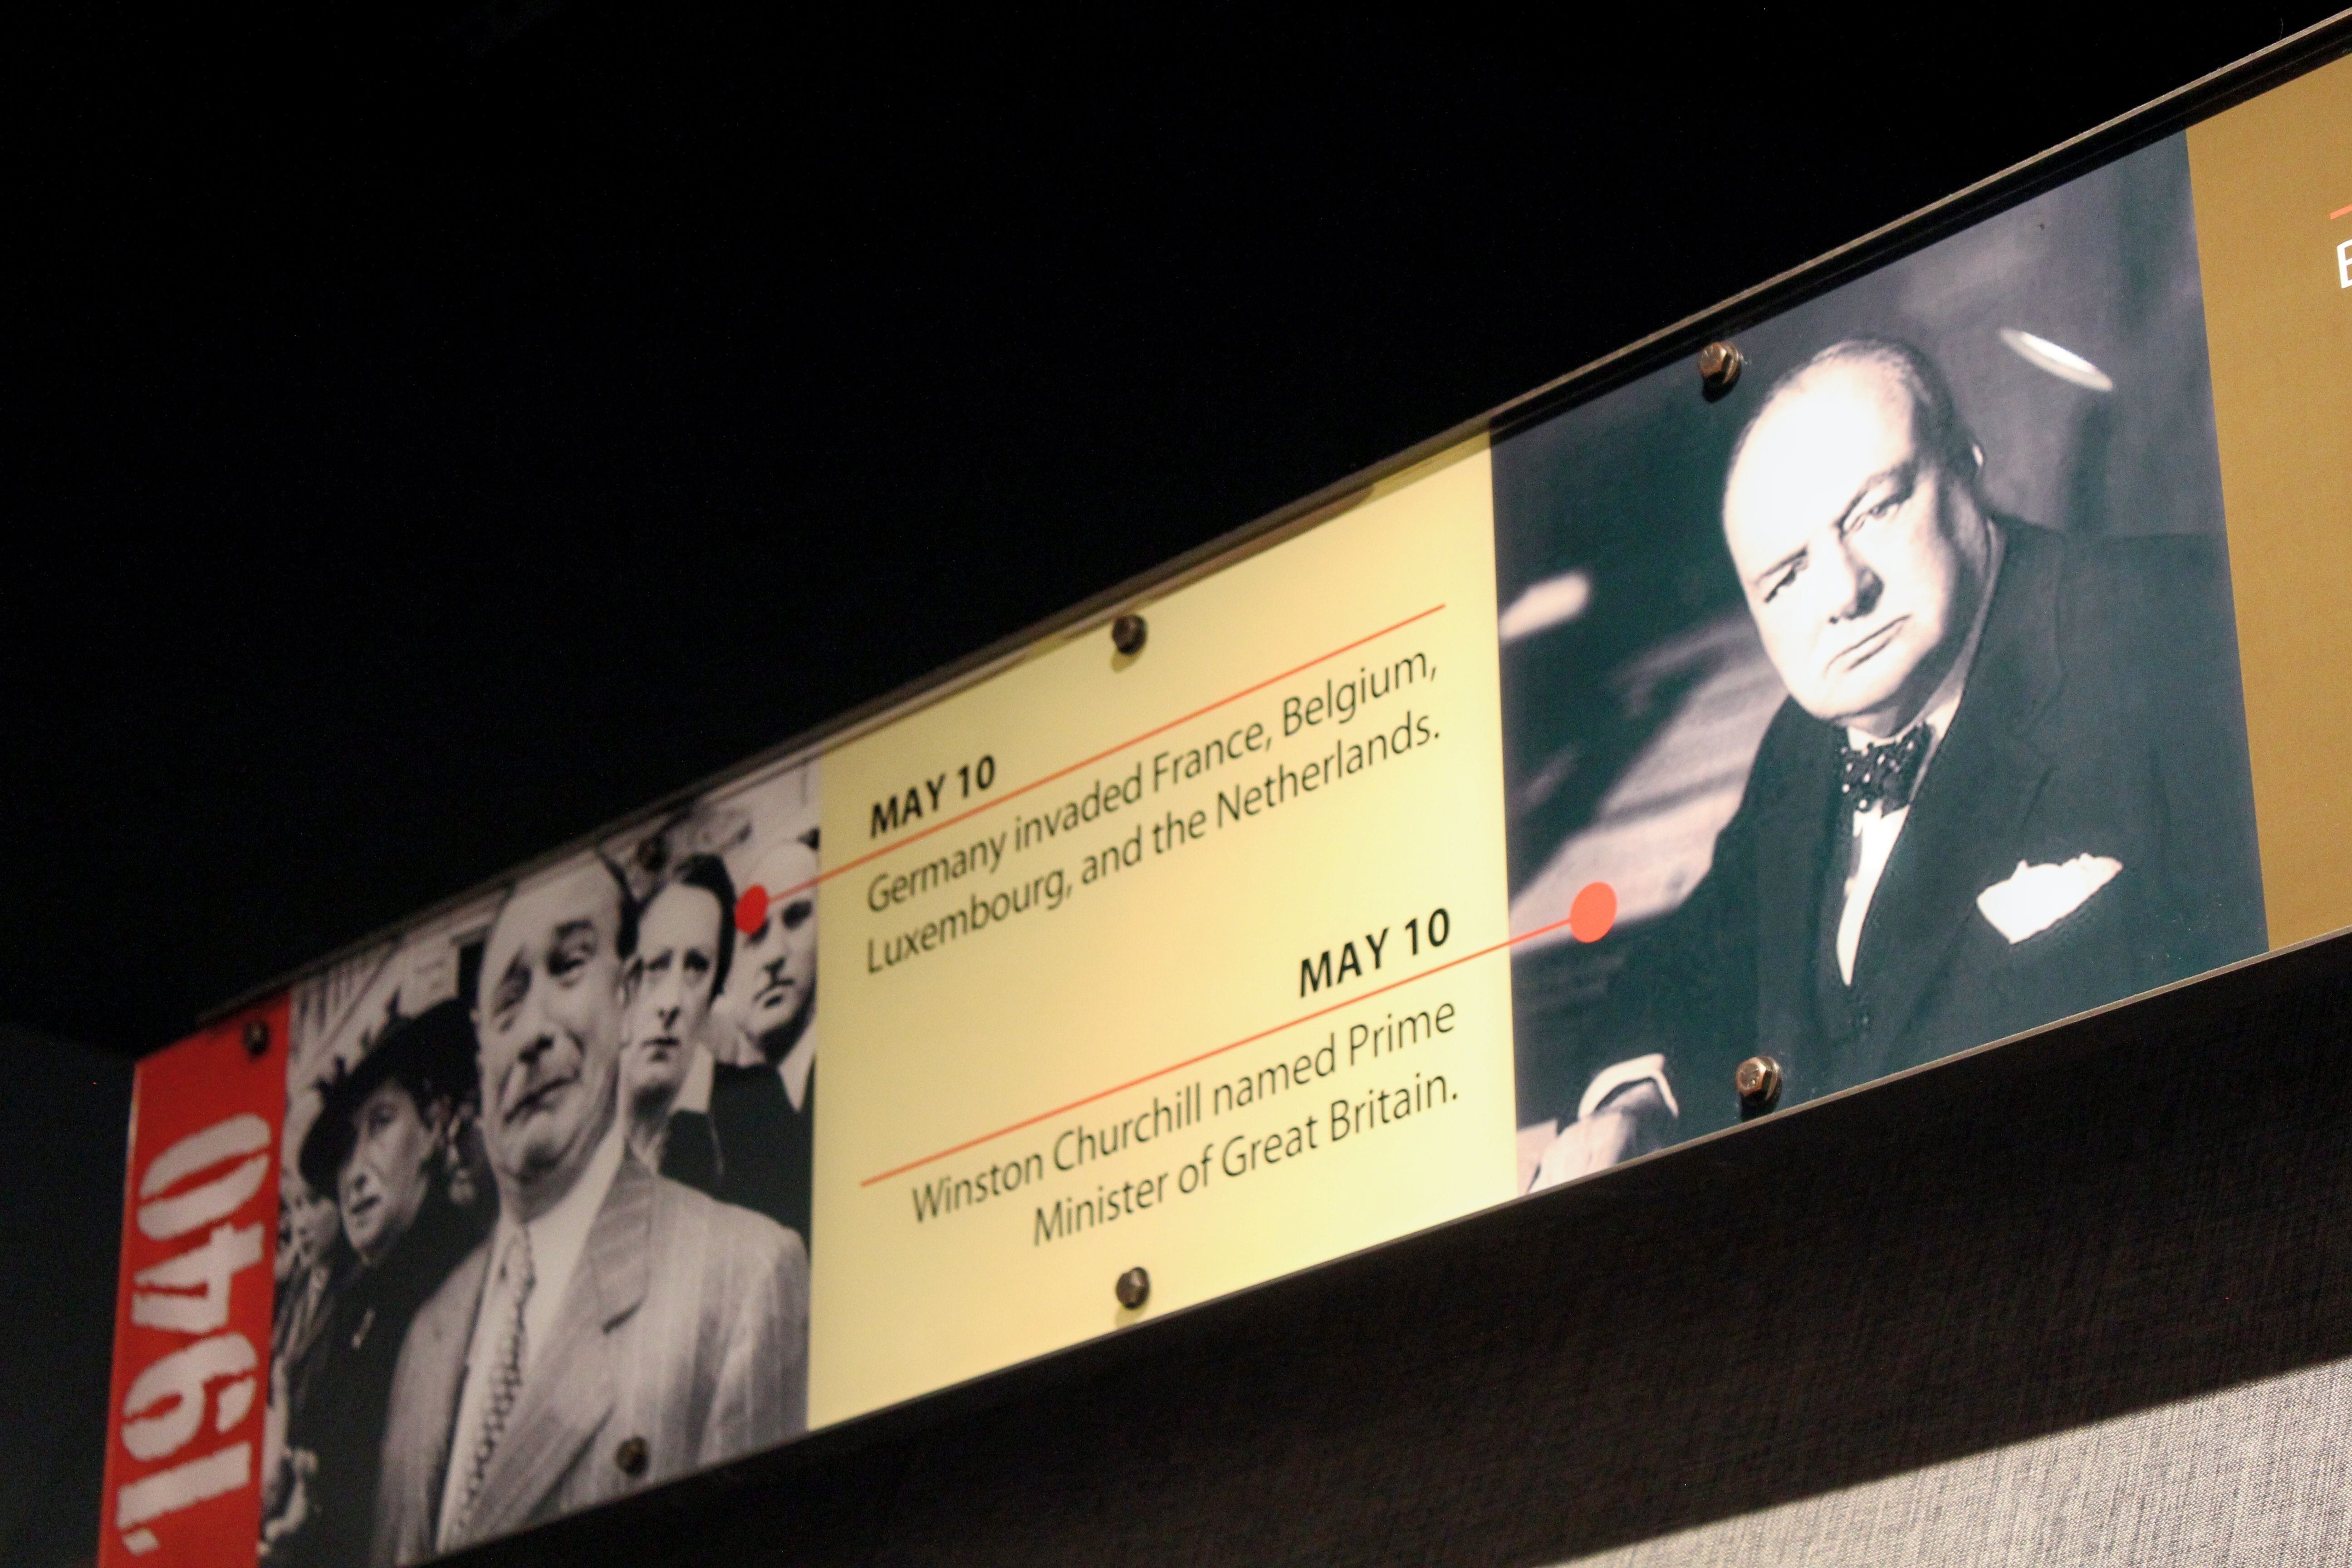 1940
MAY 10
Germany invaded France, Belgium,
Luxembourg, and the Netherlands.
MAY 10
Winston Churchill named Prime
Minister of Great Britain.